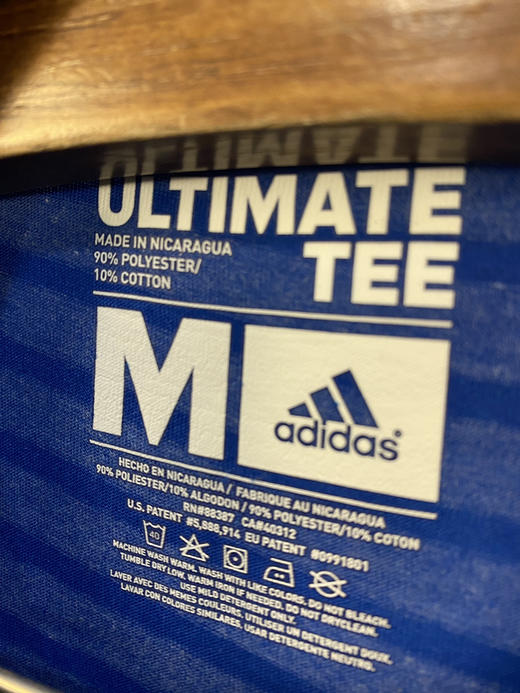 ULTIMATE
TEE
MADE IN NICARAGUA
90% POLYESTER/
10% COTTON
M
adidas®
HECHO EN NICARAGUA / FABRIQUE AU NICARAGUA
90% POLIESTER/10% ALGODON / 90% POLYESTER/10% COTON
RN#88387 CA#40312
U.S. PATENT #5,888,914 EU PATENT #0991801
40
MACHINE WASH WARM. WASH WITH LIKE COLORS. DO NOT BLEACH.
TUMBLE DRY LOW. WARM IRON IF NEEDED. DO NOT DRYCLEAN.
USE MILD DETERGENT ONLY.
LAVER AVEC DES MEMES COULEURS. UTILISER UN DETERGENT DOUX.
LAVAR CON COLORES SIMILARES. USAR DETERGENTE NEUTRO.